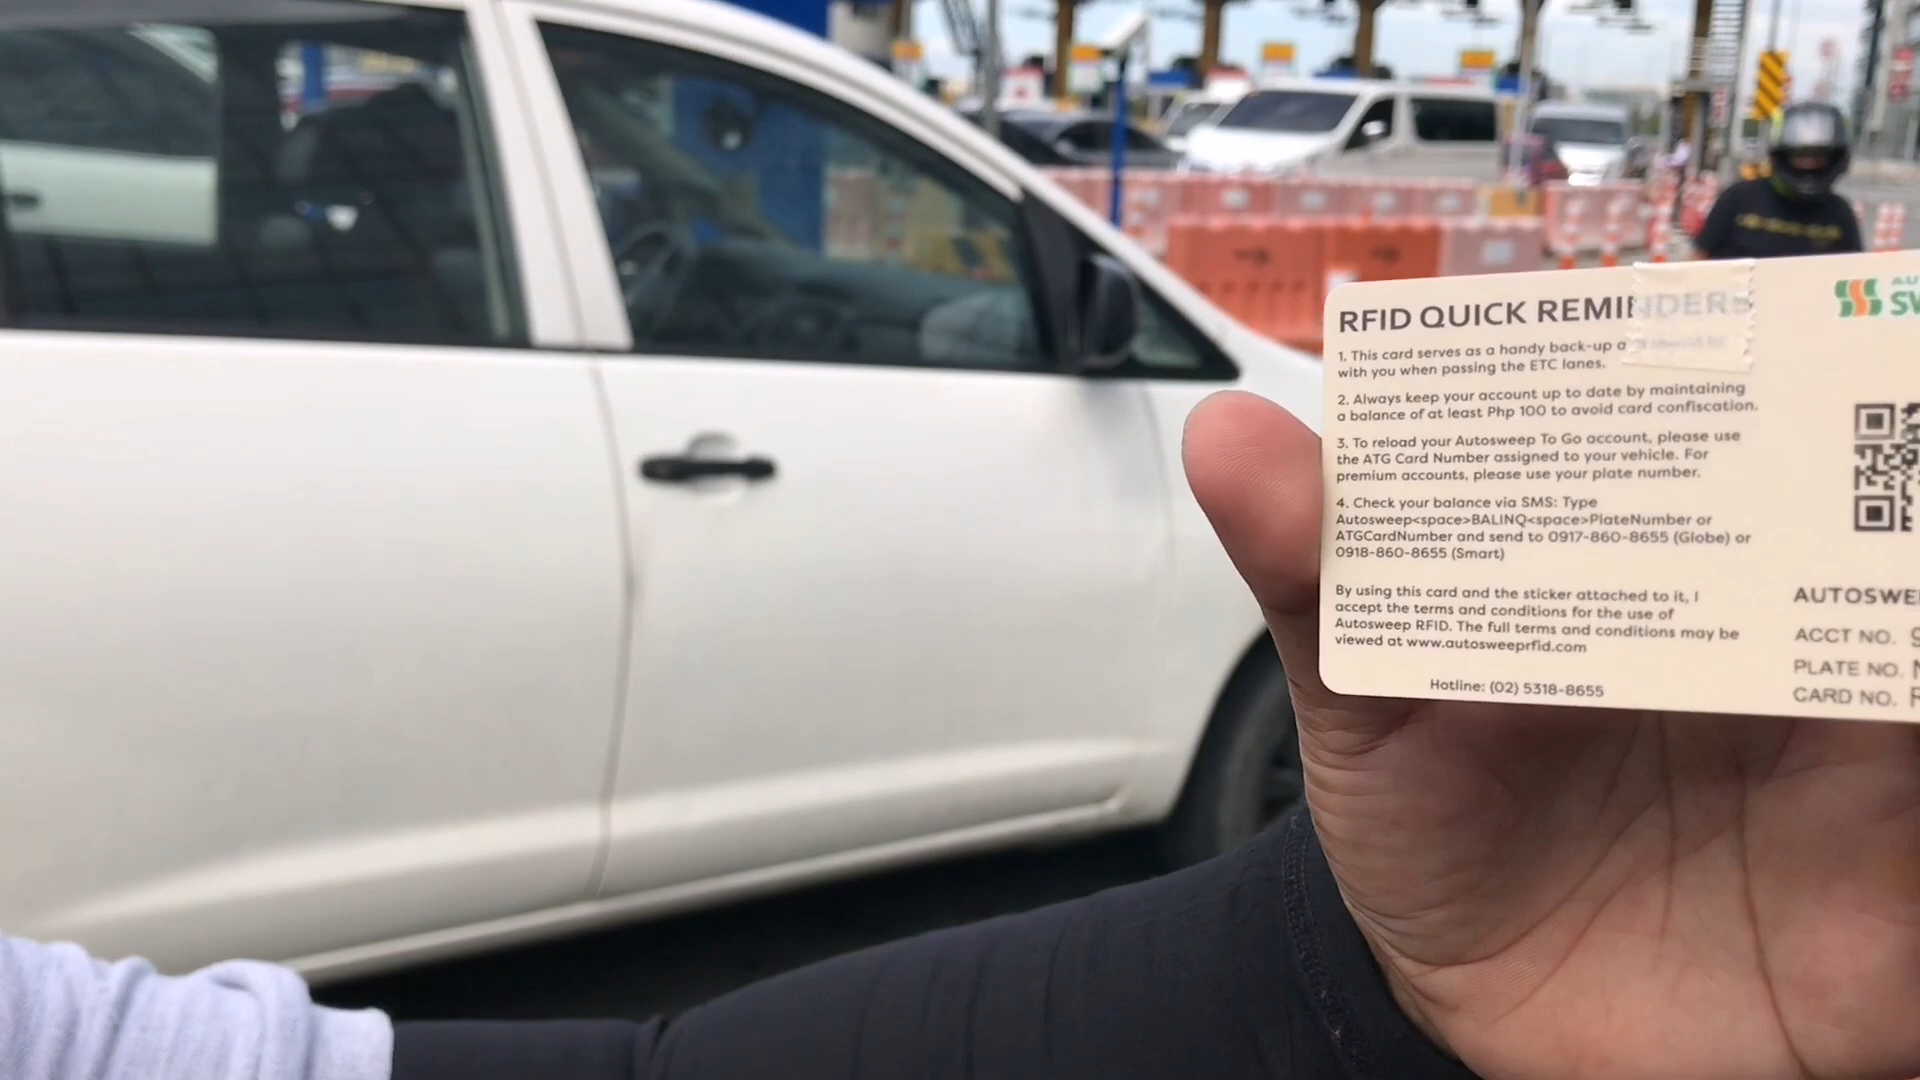 RFID QUICK REMINDERS
1. This card serves as a handy back-up a
with you when passing the ETC lanes.
2. Always keep your account up to date by maintaining
a balance of at least Php 100 to avoid card confiscation.
3. To reload your Autosweep To Go account, please use
the ATG Card Number assigned to your vehicle. For
premium accounts, please use your plate number.
4. Check your balance via SMS: Type
Autosweep<space>BALINQ<space>PlateNumber or
ATGCardNumber and send to 0917-860-8655 (Globe) or
0918-860-8655 (Smart)
By using this card and the sticker attached to it, I
accept the terms and conditions for the use of
Autosweep RFID. The full terms and conditions may be
viewed at www.autosweeprfid.com
Hotline: (02) 5318-8655
AU
SW
AUTOSWEE
ACCT NO. 9
PLATE NO. N
CARD NO.